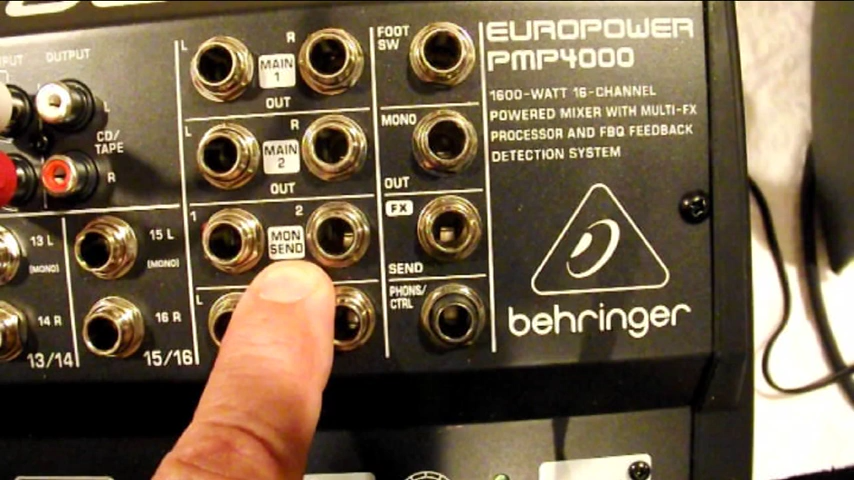 PUT OUTPUT
L
R
CD/
TAPE
L
R
MAIN
1
OUT
L
R
MAIN
2
OUT
1
2
MON
SEND
L
FOOT
SW
MONO
OUT
FX
SEND
PHONS/
CTRL
13 L
(MONO)
14 R
13/14
15 L
(MONO)
16 R
15/16
EUROPOWER
PMP4000
1600-WATT 16-CHANNEL
POWERED MIXER WITH MULTI-FX
PROCESSOR AND FBQ FEEDBACK
DETECTION SYSTEM
behringer